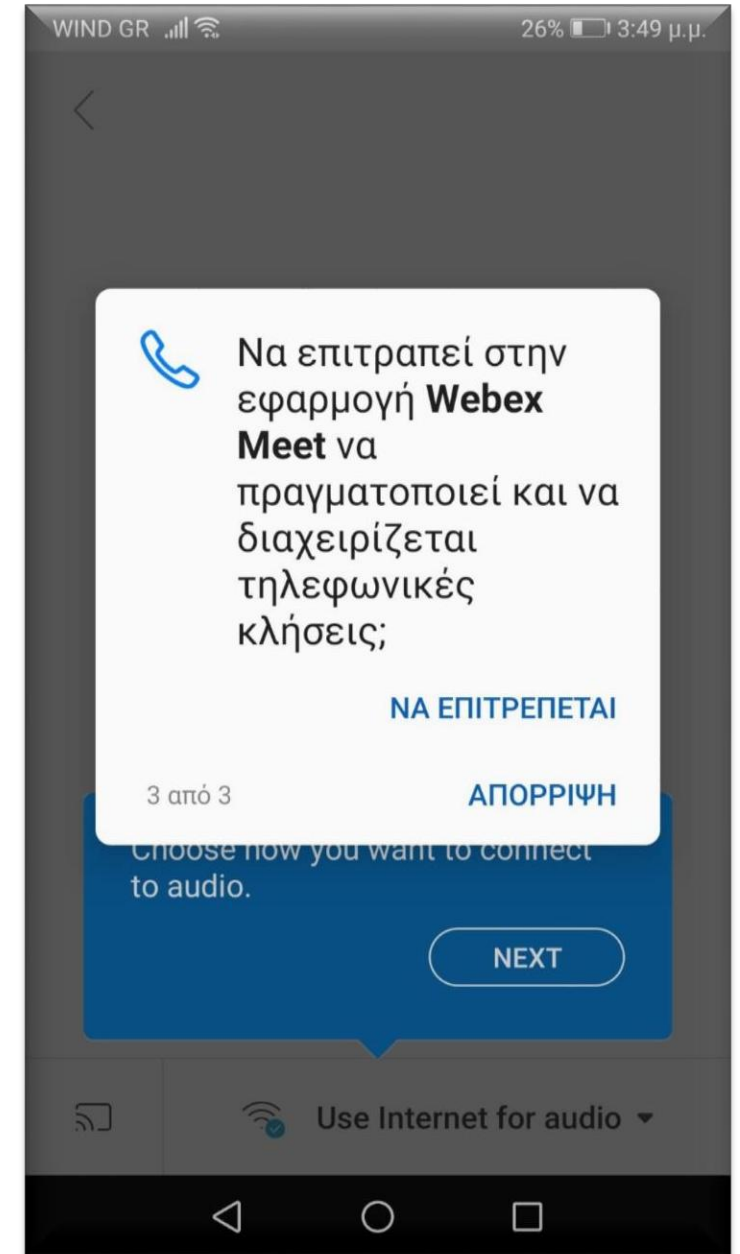 WIND GR 26% 3:49 μ.μ.
Να επιτραπεί στην
εφαρμογή Webex
Meet να
πραγματοποιεί και να
διαχειρίζεται
τηλεφωνικές
κλήσεις;
ΝΑ ΕΠΙΤΡΕΠΕΤΑΙ
3 από 3 ΑΠΟΡΡΙΨΗ
Choose how you want to connect
to audio.
NEXT
Use Internet for audio